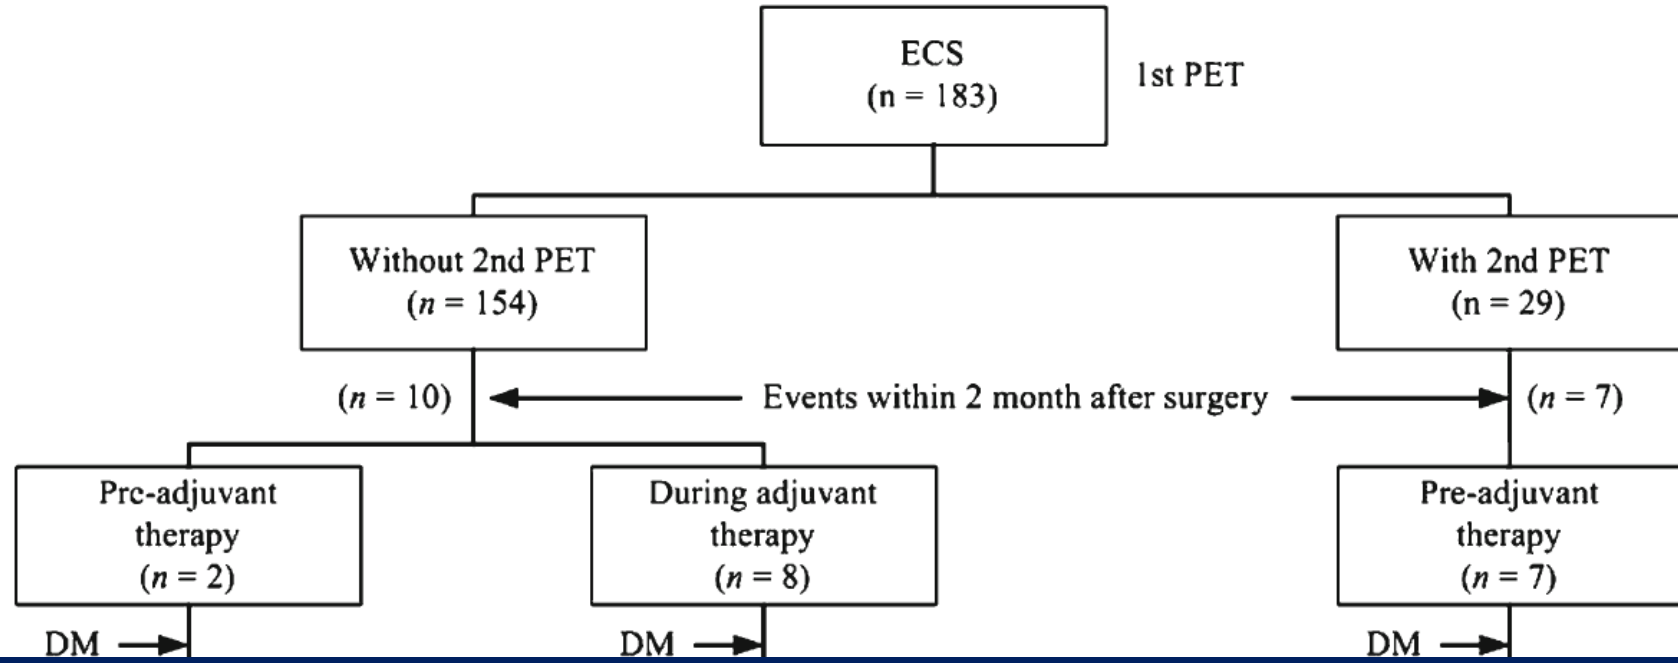 ECS
(n = 183)
1st PET
Without 2nd PET
(n = 154)
With 2nd PET
(n = 29)
(n = 10)
Events within 2 month after surgery
(n = 7)
Pre-adjuvant
therapy
(n = 2)
During adjuvant
therapy
(n = 8)
Pre-adjuvant
therapy
(n = 7)
DM
DM
DM